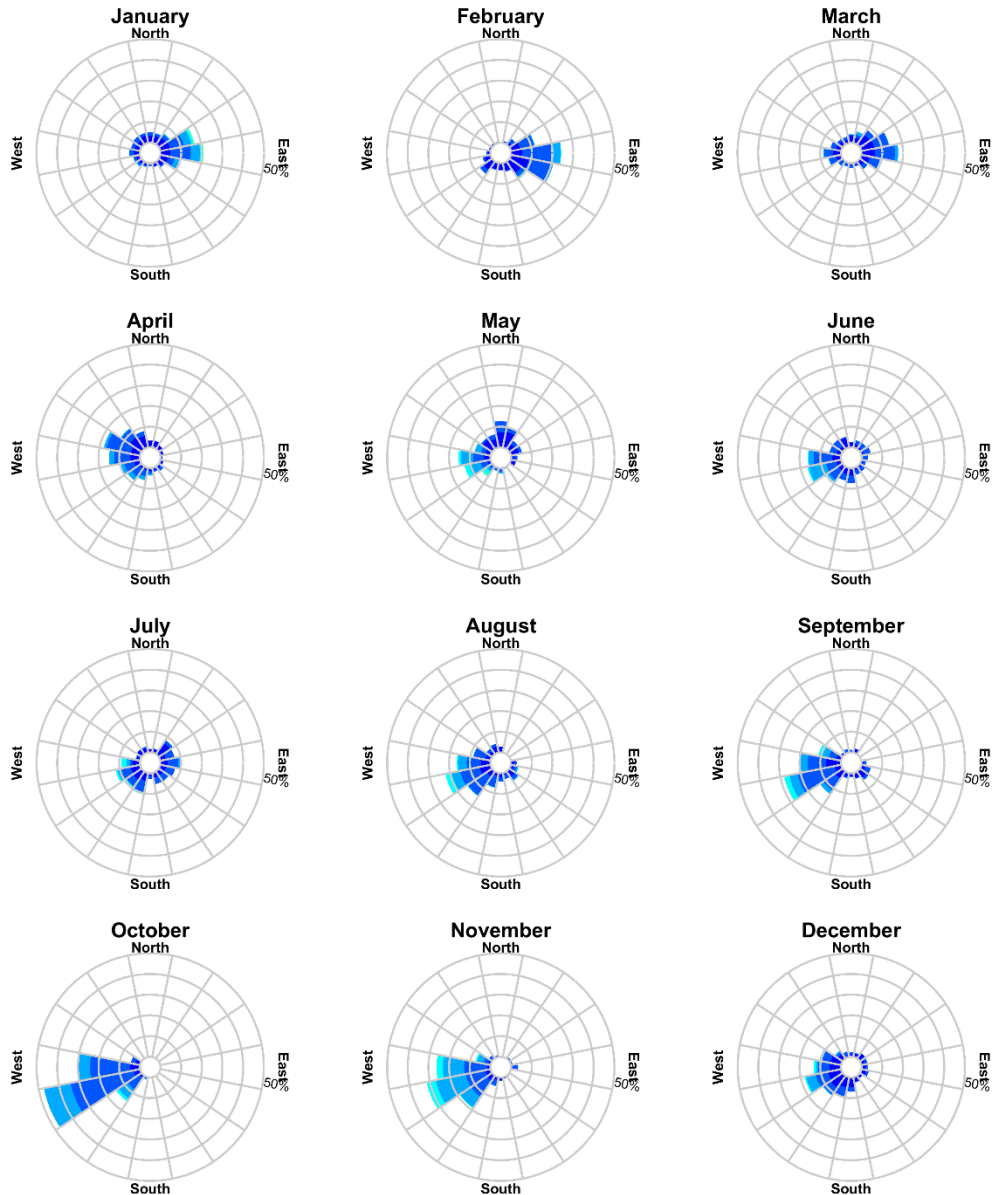 January
North
West
East
50%
South
February
North
West
East
50%
South
March
North
West
East
50%
South
April
North
West
East
50%
South
May
North
West
East
50%
South
June
North
West
East
50%
South
July
North
West
East
50%
South
August
North
West
East
50%
South
September
North
West
East
50%
South
October
North
West
East
50%
South
November
North
West
East
50%
South
December
North
West
East
50%
South